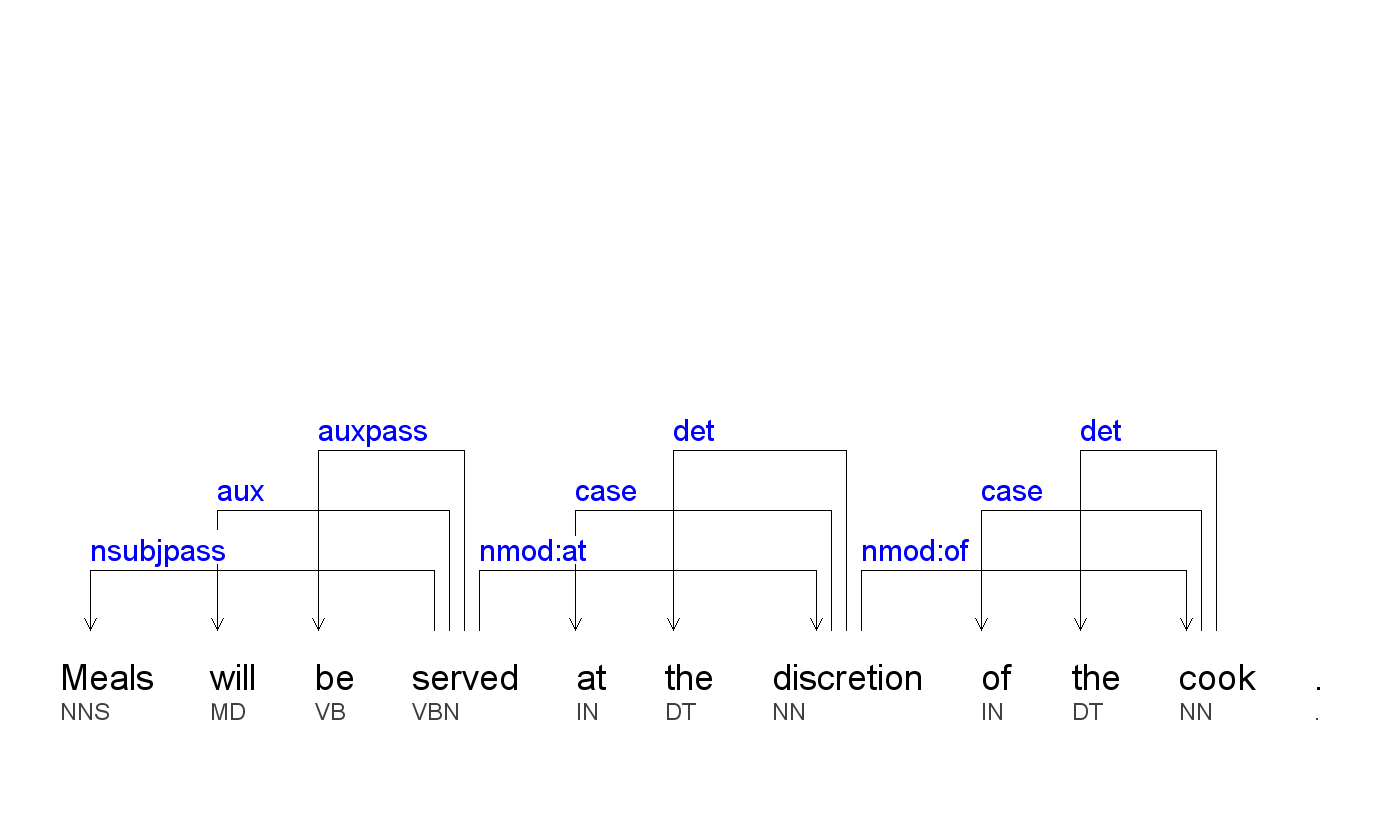 auxpass det det
aux case case
nsubjpass nmod:at nmod:of
Meals will be served at the discretion of the cook .
NNS MD VB VBN IN DT NN IN DT NN .